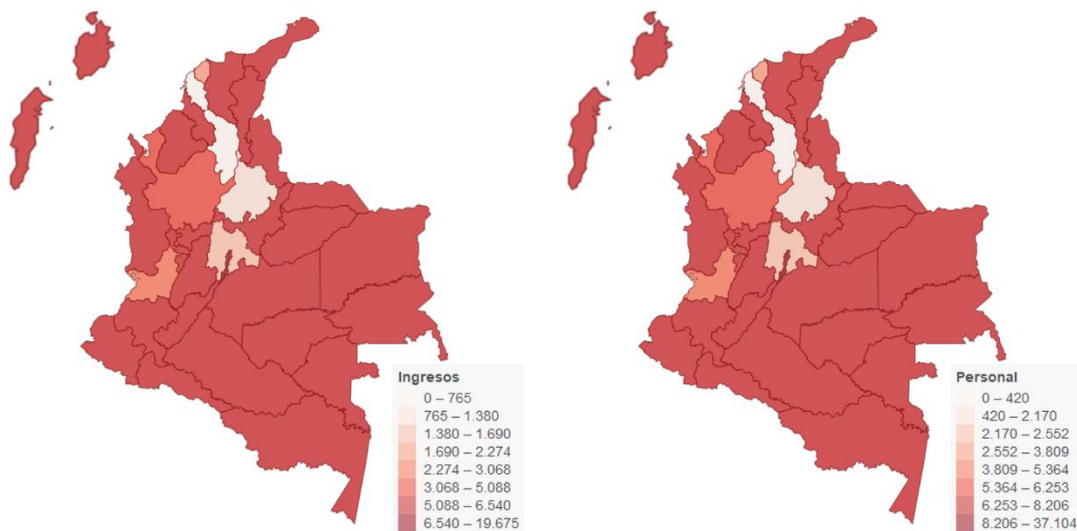 Ingresos
0 – 765
765 – 1.380
1.380 – 1.690
1.690 – 2.274
2.274 – 3.068
3.068 – 5.088
5.088 – 6.540
6.540 – 19.675
Personal
0 – 420
420 – 2.170
2.170 – 2.552
2.552 – 3.809
3.809 – 5.364
5.364 – 6.253
6.253 – 8.206
8.206 – 37.104